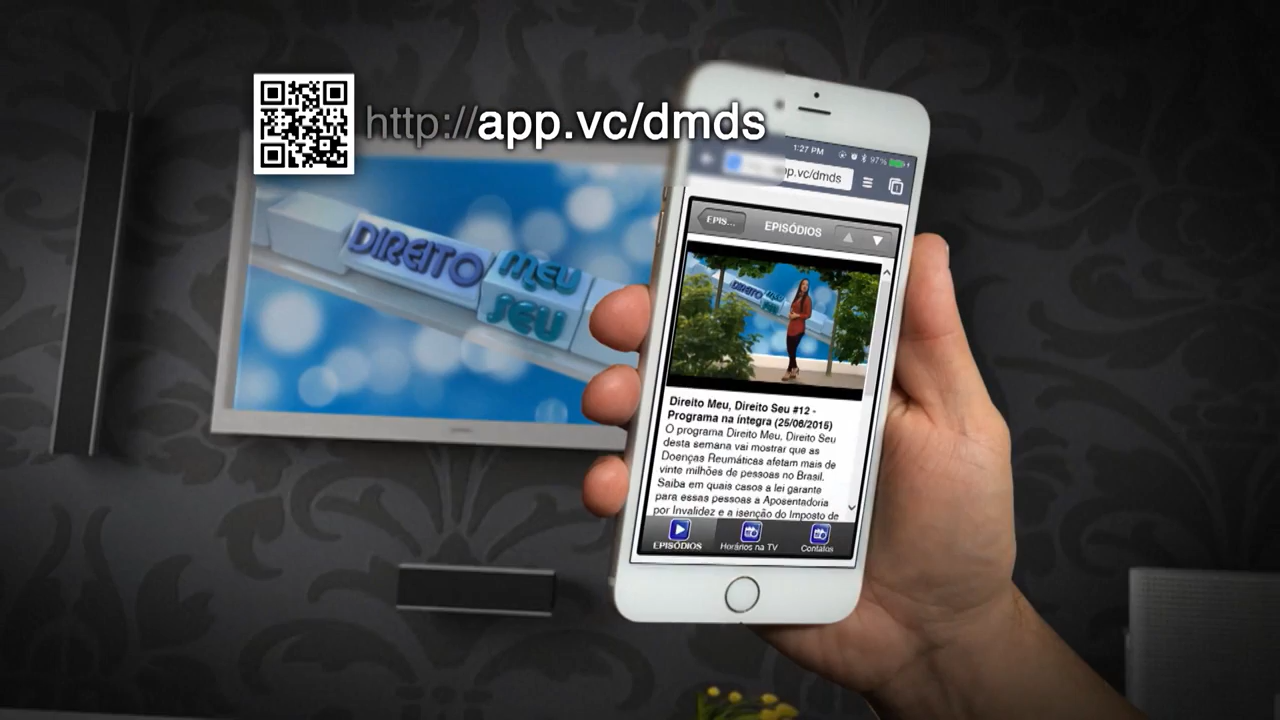 http://app.vc/dmds
DIREITO
MEU
SEU
1:27 PM
97%
pp.vc/dmds
EPIS...
EPISÓDIOS
DIREITO
MEU
Direito Meu, Direito Seu #12 -
Programa na íntegra (25/06/2015)
O programa Direito Meu, Direito Seu
desta semana vai mostrar que as
Doenças Reumáticas afetam mais de
vinte milhões de pessoas no Brasil.
Saiba em quais casos a lei garante
para essas pessoas a Aposentadoria
por Invalidez e a isenção do Imposto de
EPISÓDIOS
Horários na TV
Contatos